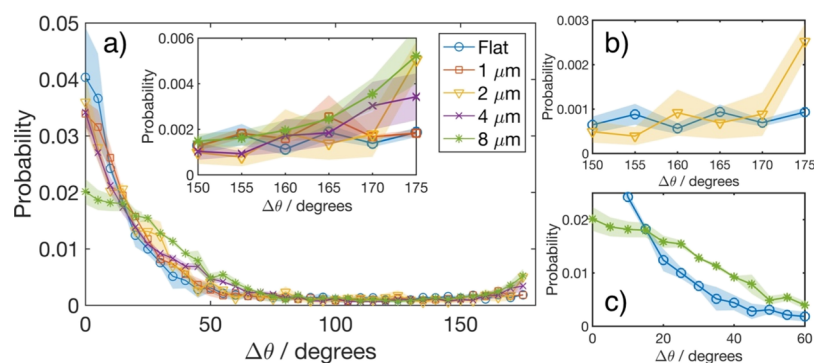 a)
Probability
0.05
0.04
0.03
0.02
0.01
0
0
50
100
150
Δθ / degrees
Probability
0.006
0.004
0.002
0
150
155
160
165
170
175
Δθ / degrees
Flat
1 μm
2 μm
4 μm
8 μm
b)
Probability
0.003
0.002
0.001
0
150
155
160
165
170
175
Δθ / degrees
c)
Probability
0.02
0.01
0
0
20
40
60
Δθ / degrees